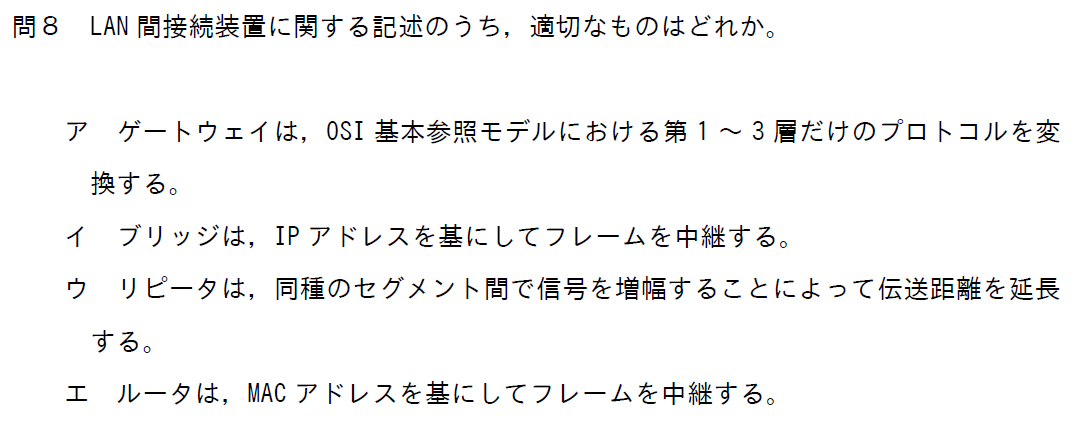 問８　LAN 間接続装置に関する記述のうち，適切なものはどれか。
ア　ゲートウェイは，OSI 基本参照モデルにおける第 1 ～ 3 層だけのプロトコルを変
換する。
イ　ブリッジは，IP アドレスを基にしてフレームを中継する。
ウ　リピータは，同種のセグメント間で信号を増幅することによって伝送距離を延長
する。
エ　ルータは，MAC アドレスを基にしてフレームを中継する。